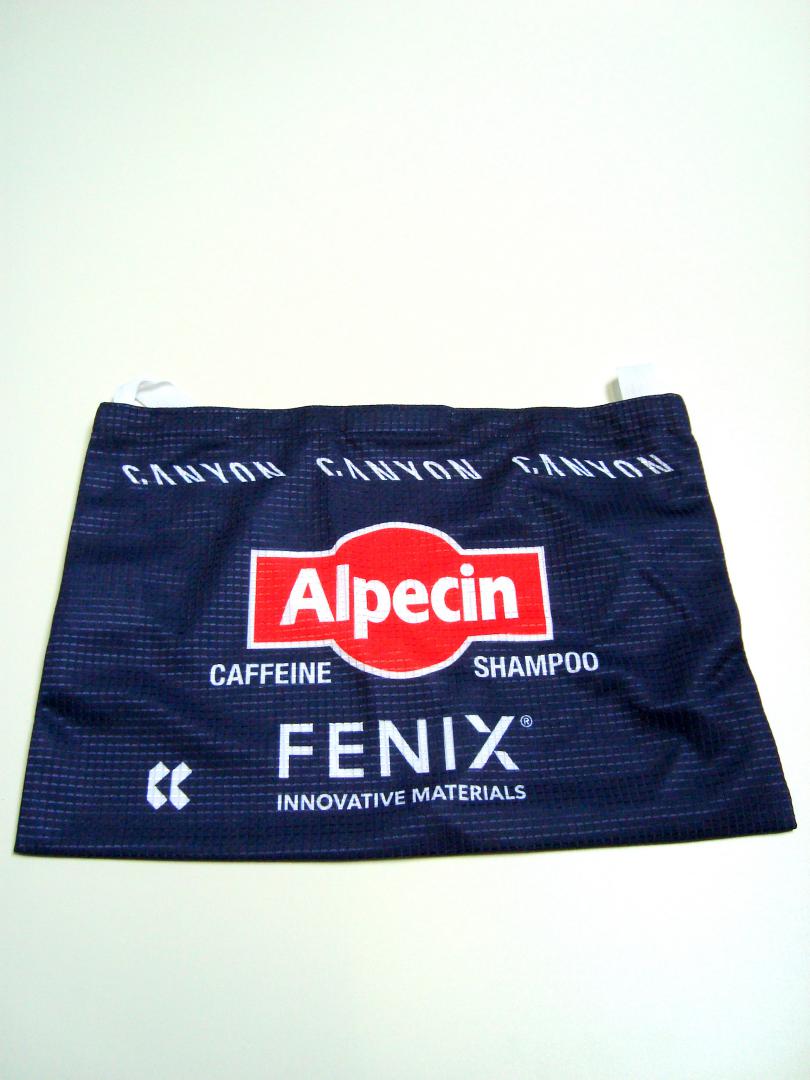 CANYON CANYON CANYON
Alpecin
CAFFEINE SHAMPOO
FENIX®
INNOVATIVE MATERIALS